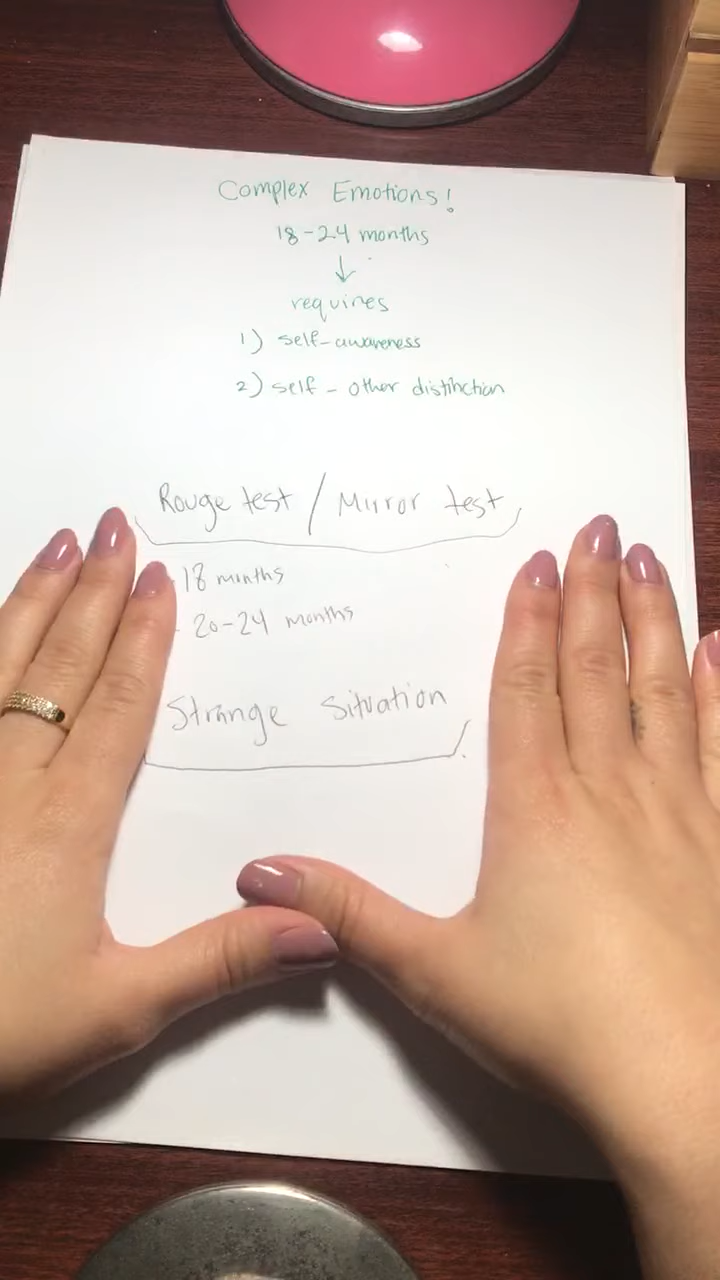 Complex Emotions!
18-24 months
↓
requires
1) self-awareness
2) self - other distinction
Rouge test / Mirror test
18 months
- 20-24 months
Strange Situation